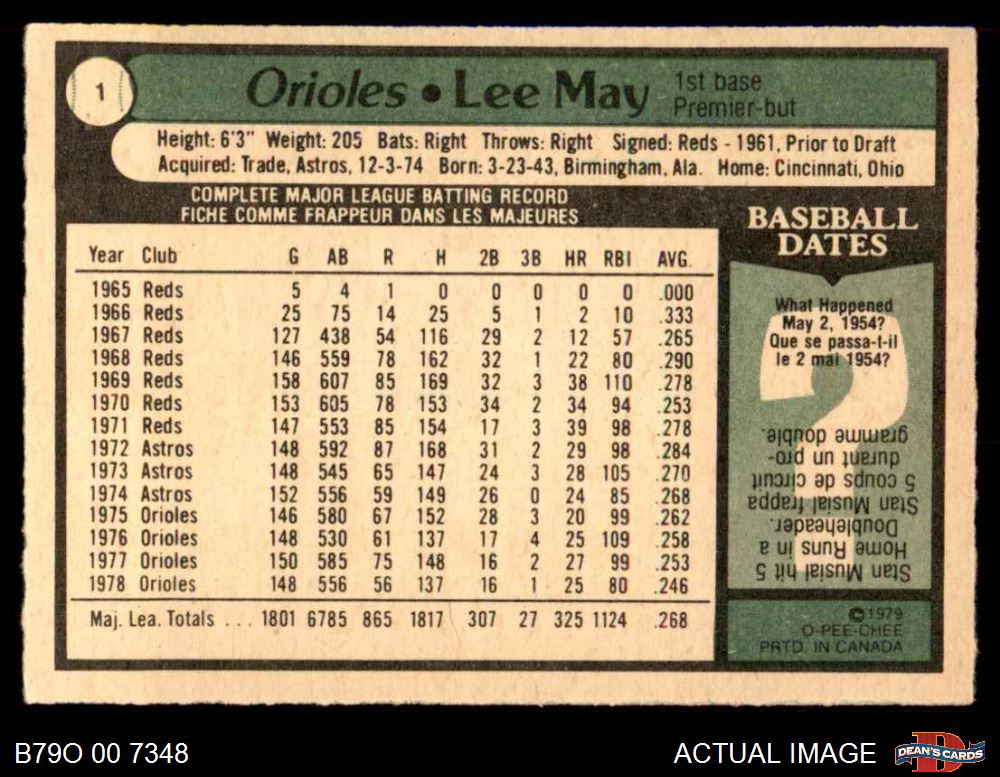 1
Orioles • Lee May 1st base
Premier-but
Height: 6'3" Weight: 205 Bats: Right Throws: Right Signed: Reds - 1961, Prior to Draft
Acquired: Trade, Astros, 12-3-74 Born: 3-23-43, Birmingham, Ala. Home: Cincinnati, Ohio
COMPLETE MAJOR LEAGUE BATTING RECORD
FICHE COMME FRAPPEUR DANS LES MAJEURES
Year Club G AB R H 2B 3B HR RBI AVG.
1965 Reds 5 4 1 0 0 0 0 0 .000
1966 Reds 25 75 14 25 5 1 2 10 .333
1967 Reds 127 438 54 116 29 2 12 57 .265
1968 Reds 146 559 78 162 32 1 22 80 .290
1969 Reds 158 607 85 169 32 3 38 110 .278
1970 Reds 153 605 78 153 34 2 34 94 .253
1971 Reds 147 553 85 154 17 3 39 98 .278
1972 Astros 148 592 87 168 31 2 29 98 .284
1973 Astros 148 545 65 147 24 3 28 105 .270
1974 Astros 152 556 59 149 26 0 24 85 .268
1975 Orioles 146 580 67 152 28 3 20 99 .262
1976 Orioles 148 530 61 137 17 4 25 109 .258
1977 Orioles 150 585 75 148 16 2 27 99 .253
1978 Orioles 148 556 56 137 16 1 25 80 .246
Maj. Lea. Totals . . . 1801 6785 865 1817 307 27 325 1124 .268
BASEBALL
DATES
What Happened
May 2, 1954?
Que se passa-t-il
le 2 mai 1954?
Stan Musial hit 5
Home Runs in a
Doubleheader.
Stan Musial frappa
5 coups de circuit
durant un pro-
gramme double.
©1979
O-PEE-CHEE
PRTD. IN CANADA
B79O 00 7348
ACTUAL IMAGE
DEAN'S CARDS